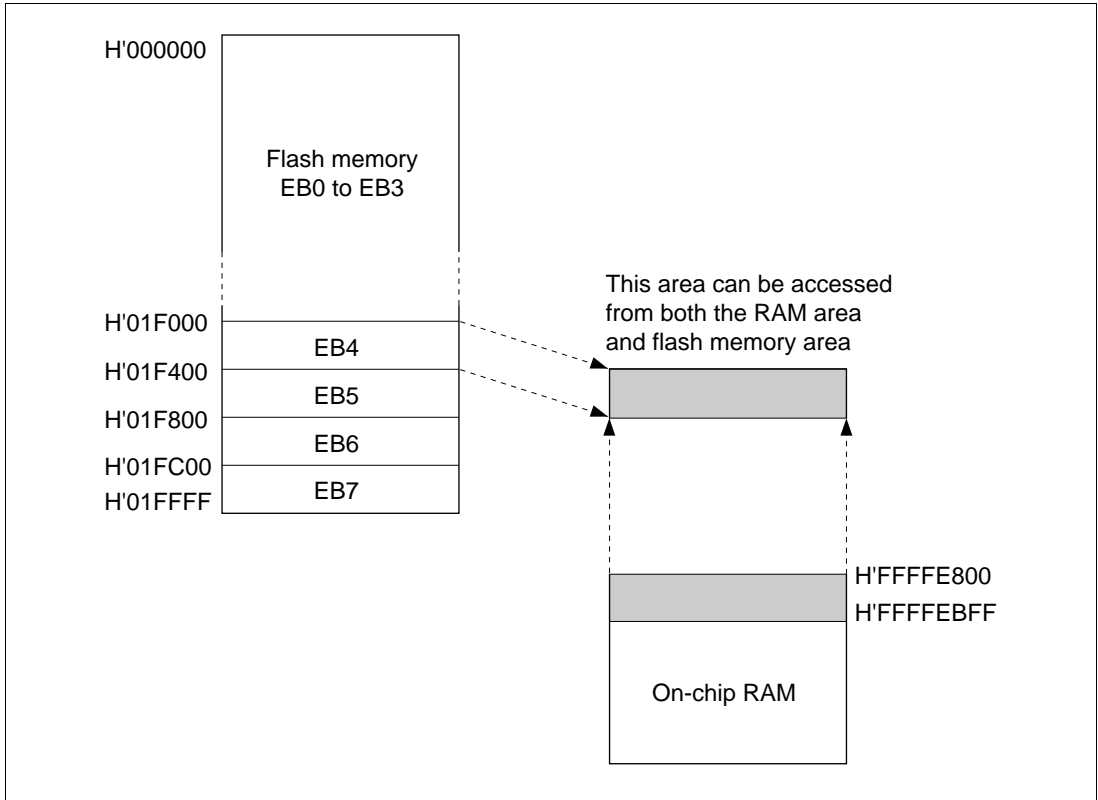 H'000000
Flash memory
EB0 to EB3
This area can be accessed
from both the RAM area
and flash memory area
H'01F000
EB4
H'01F400
EB5
H'01F800
EB6
H'01FC00
EB7
H'01FFFF
H'FFFFE800
H'FFFFEBFF
On-chip RAM